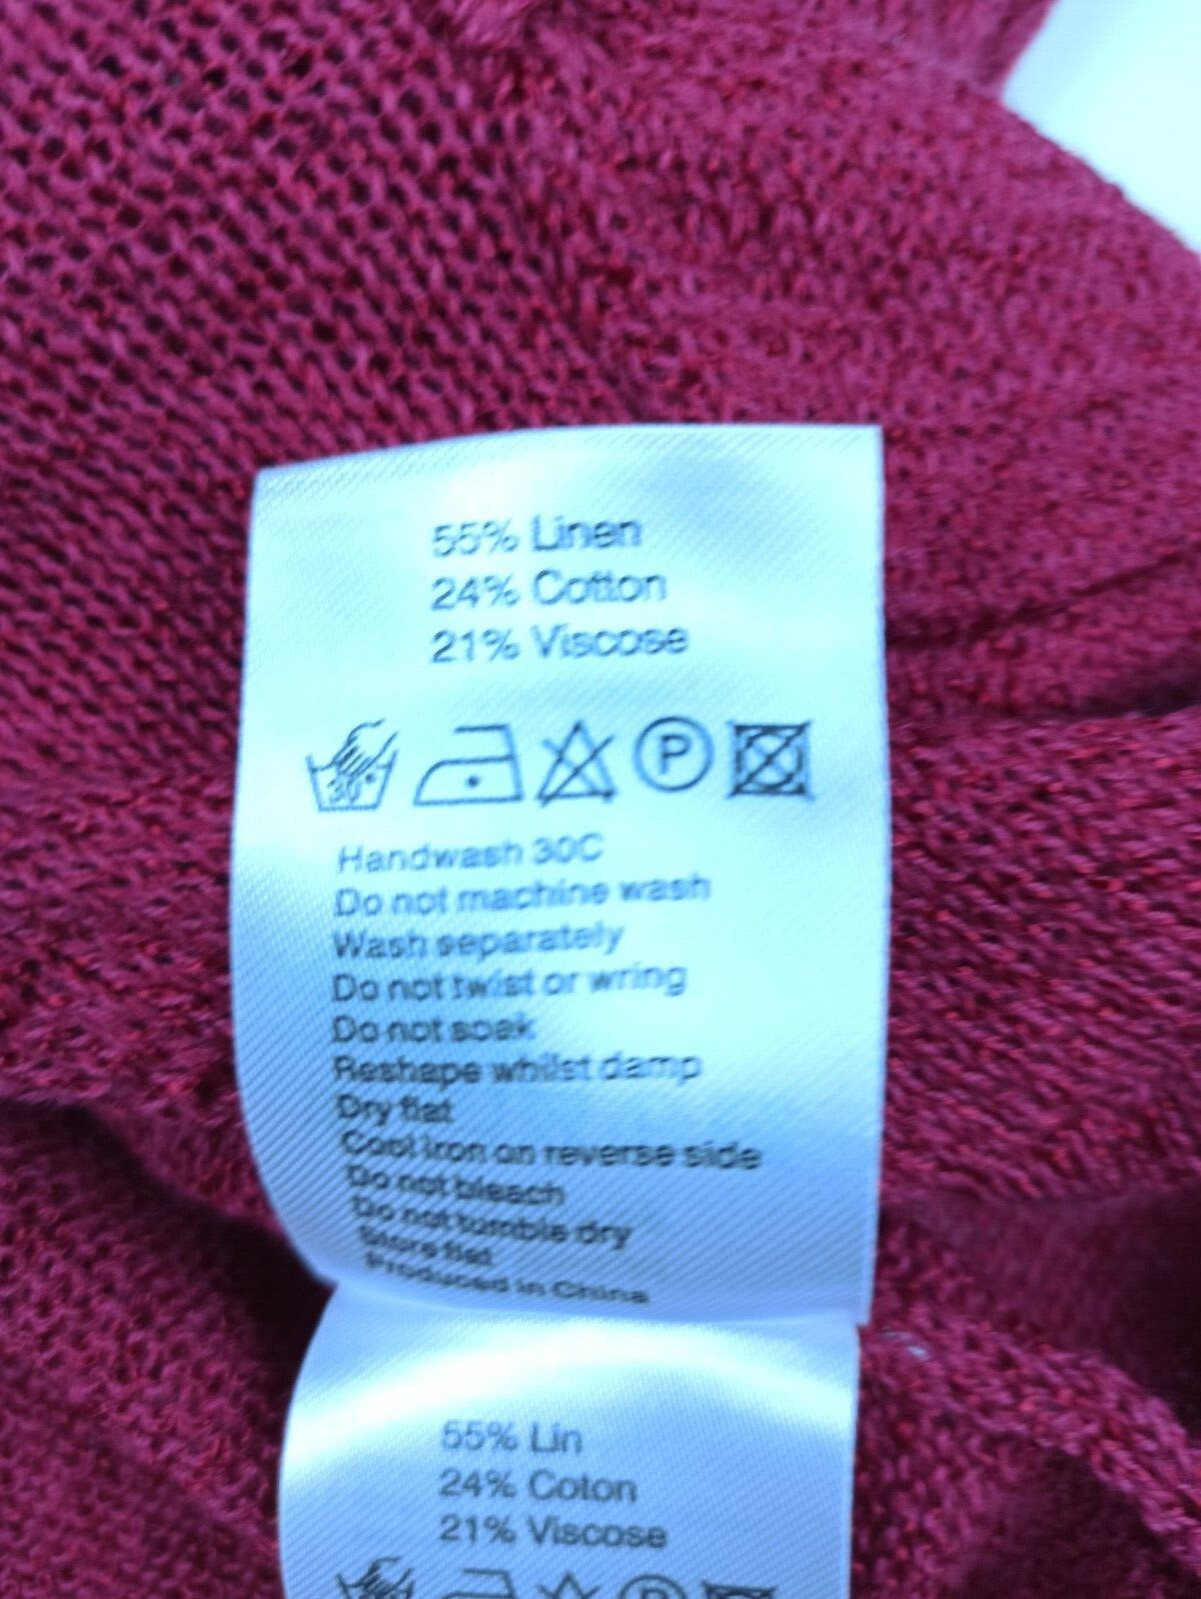 55% Linen
24% Cotton
21% Viscose
30° P
Handwash 30C
Do not machine wash
Wash separately
Do not twist or wring
Do not soak
Reshape whilst damp
Dry flat
Cool iron on reverse side
Do not bleach
Do not tumble dry
Store flat
Produced in China
55% Lin
24% Coton
21% Viscose
P